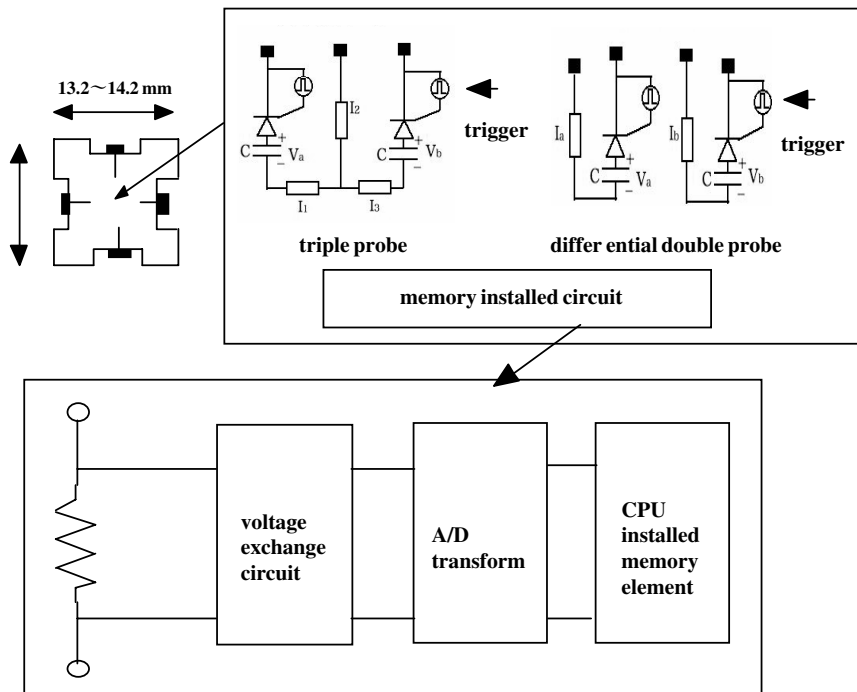 13.2~14.2 mm
I2
trigger
C
Va
C
Vb
I1
I3
triple probe
Ia
C
Va
Ib
C
Vb
trigger
differ ential double probe
memory installed circuit
voltage
exchange
circuit
A/D
transform
CPU
installed
memory
element